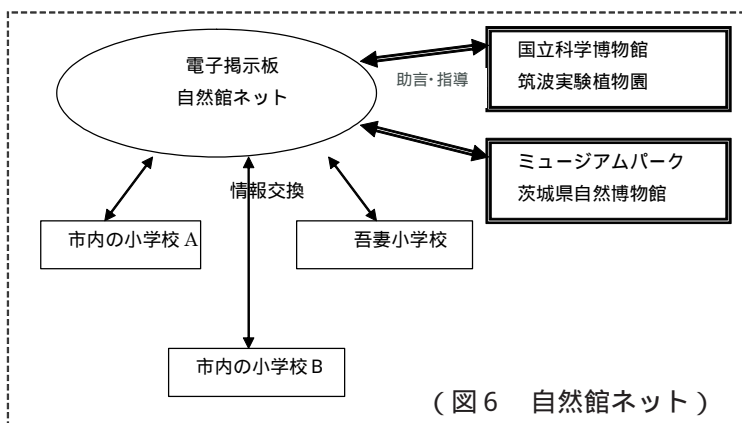 電子掲示板
自然館ネット
国立科学博物館
筑波実験植物園
助言・指導
ミュージアムパーク
茨城県自然博物館
情報交換
市内の小学校A
吾妻小学校
市内の小学校B
(図6 自然館ネット)